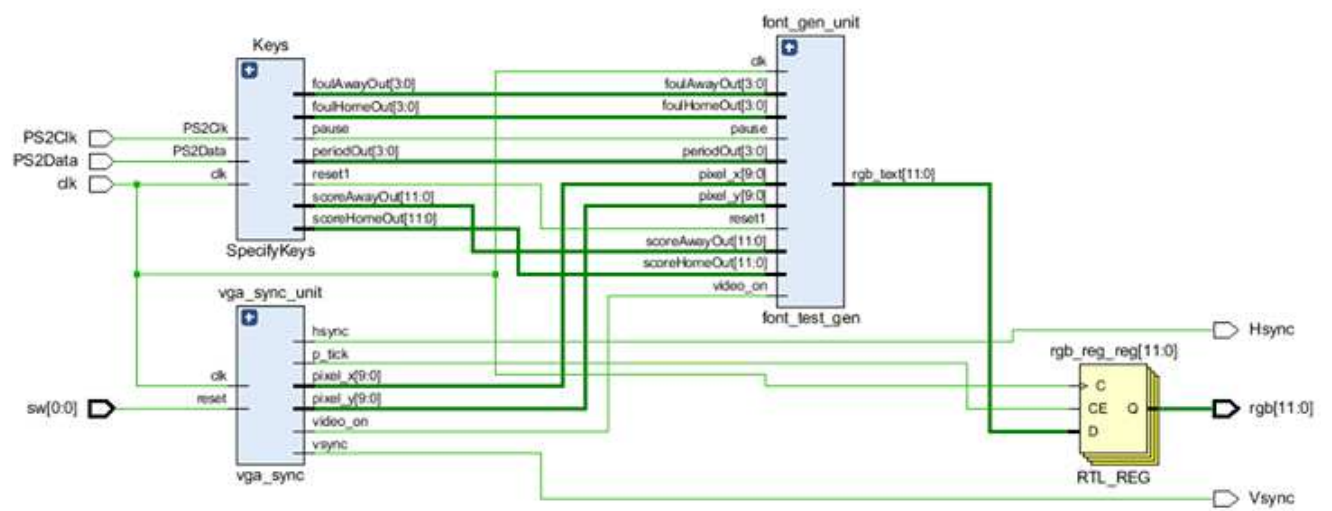 font_gen_unit
Keys
clk
foulAwayOut[3:0]
foulAwayOut[3:0]
foulHomeOut[3:0]
foulHomeOut[3:0]
PS2Clk
PS2Clk
pause
pause
PS2Data
PS2Data
periodOut[3:0]
periodOut[3:0]
clk
clk
reset1
pixel_x[9:0]
rgb_text[11:0]
scoreAwayOut[11:0]
pixel_y[9:0]
scoreHomeOut[11:0]
reset1
SpecifyKeys
scoreAwayOut[11:0]
scoreHomeOut[11:0]
vga_sync_unit
video_on
font_test_gen
hsync
Hsync
p_tick
rgb_reg_reg[11:0]
clk
pixel_x[9:0]
C
sw[0:0]
reset
pixel_y[9:0]
CE
Q
rgb[11:0]
video_on
D
vsync
vga_sync
RTL_REG
Vsync